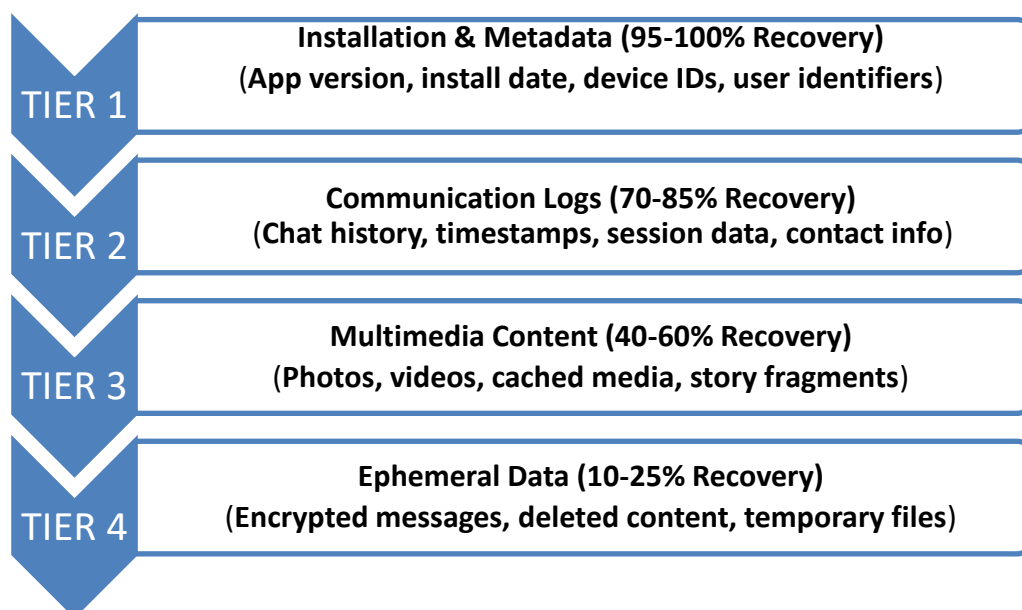 TIER 1
Installation & Metadata (95-100% Recovery)
(App version, install date, device IDs, user identifiers)
TIER 2
Communication Logs (70-85% Recovery)
(Chat history, timestamps, session data, contact info)
TIER 3
Multimedia Content (40-60% Recovery)
(Photos, videos, cached media, story fragments)
TIER 4
Ephemeral Data (10-25% Recovery)
(Encrypted messages, deleted content, temporary files)